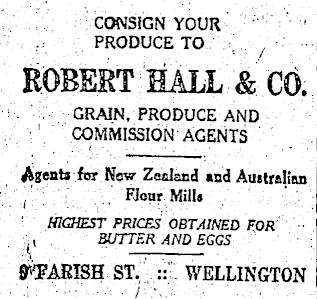 CONSIGN YOUR
PRODUCE TO
ROBERT HALL & CO.
GRAIN, PRODUCE AND
COMMISSION AGENTS
Agents for New Zealand and Australian
Flour Mills
HIGHEST PRICES OBTAINED FOR
BUTTER AND EGGS
9 FARISH ST. :: WELLINGTON